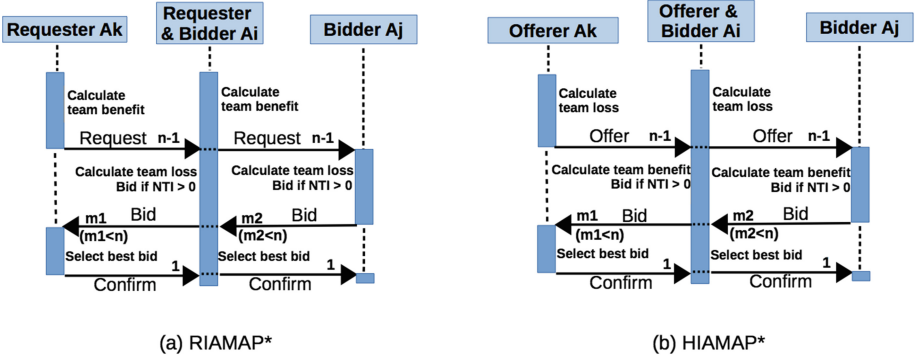 Requester Ak
Requester
& Bidder Ai
Bidder Aj
Calculate
team benefit
Calculate
team benefit
Request n-1
Request n-1
Calculate team loss
Bid if NTI > 0
Calculate team loss
Bid if NTI > 0
m1 Bid
(m1<n)
m2 Bid
(m2<n)
Select best bid
Select best bid
1
Confirm
1
Confirm
(a) RIAMAP*
Offerer Ak
Offerer &
Bidder Ai
Bidder Aj
Calculate
team loss
Calculate
team loss
Offer n-1
Offer n-1
Calculate team benefit
Bid if NTI > 0
Calculate team benefit
Bid if NTI > 0
m1 Bid
(m1<n)
m2 Bid
(m2<n)
Select best bid
Select best bid
1
Confirm
1
Confirm
(b) HIAMAP*